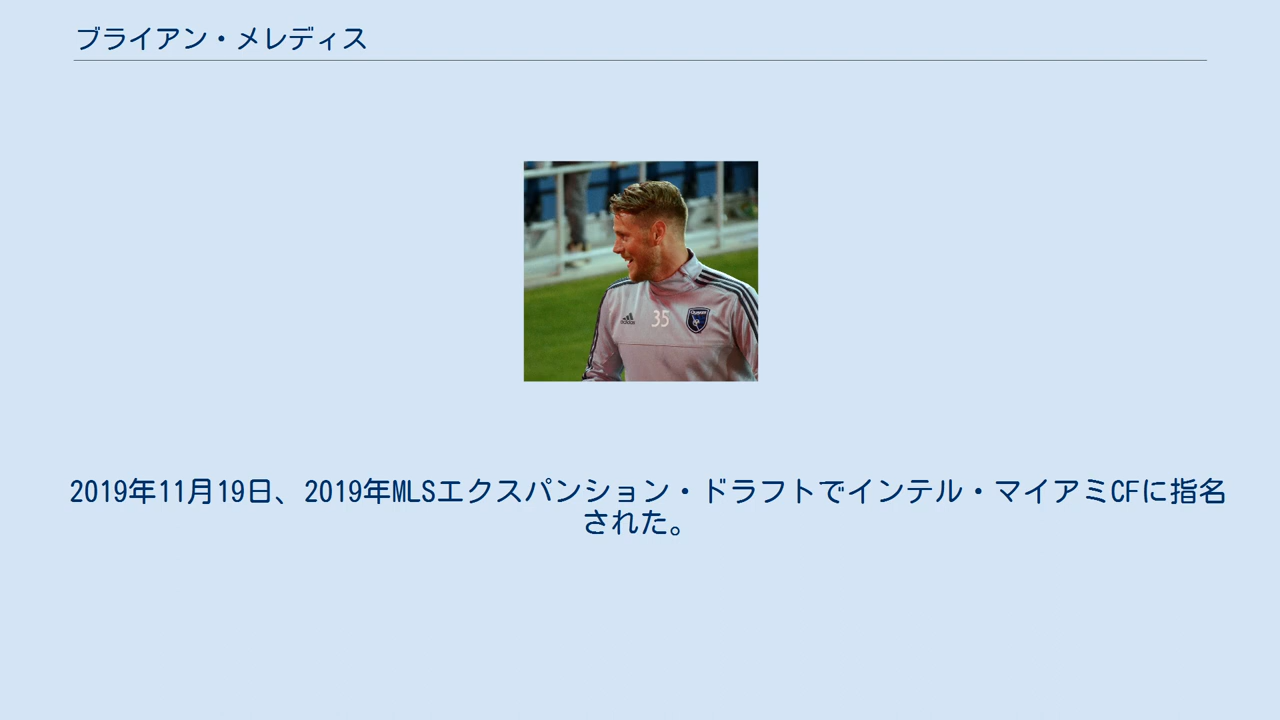 ブライアン・メレディス
35
2019年11月19日、2019年MLSエクスパンション・ドラフトでインテル・マイアミCFに指名
された。